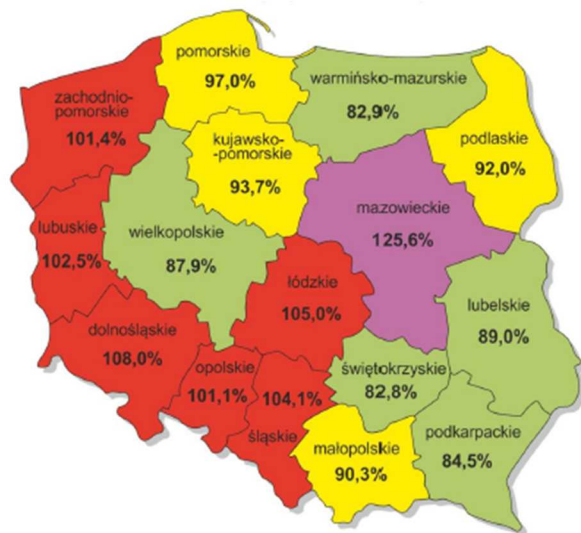 pomorskie
97,0%
warmińsko-mazurskie
82,9%
zachodnio-
pomorskie
101,4%
kujawsko-
-pomorskie
93,7%
podlaskie
92,0%
mazowieckie
125,6%
lubuskie
102,5%
wielkopolskie
87,9%
łódzkie
105,0%
lubelskie
89,0%
dolnośląskie
108,0%
opolskie
101,1%
104,1%
śląskie
świętokrzyskie
82,8%
małopolskie
90,3%
podkarpackie
84,5%